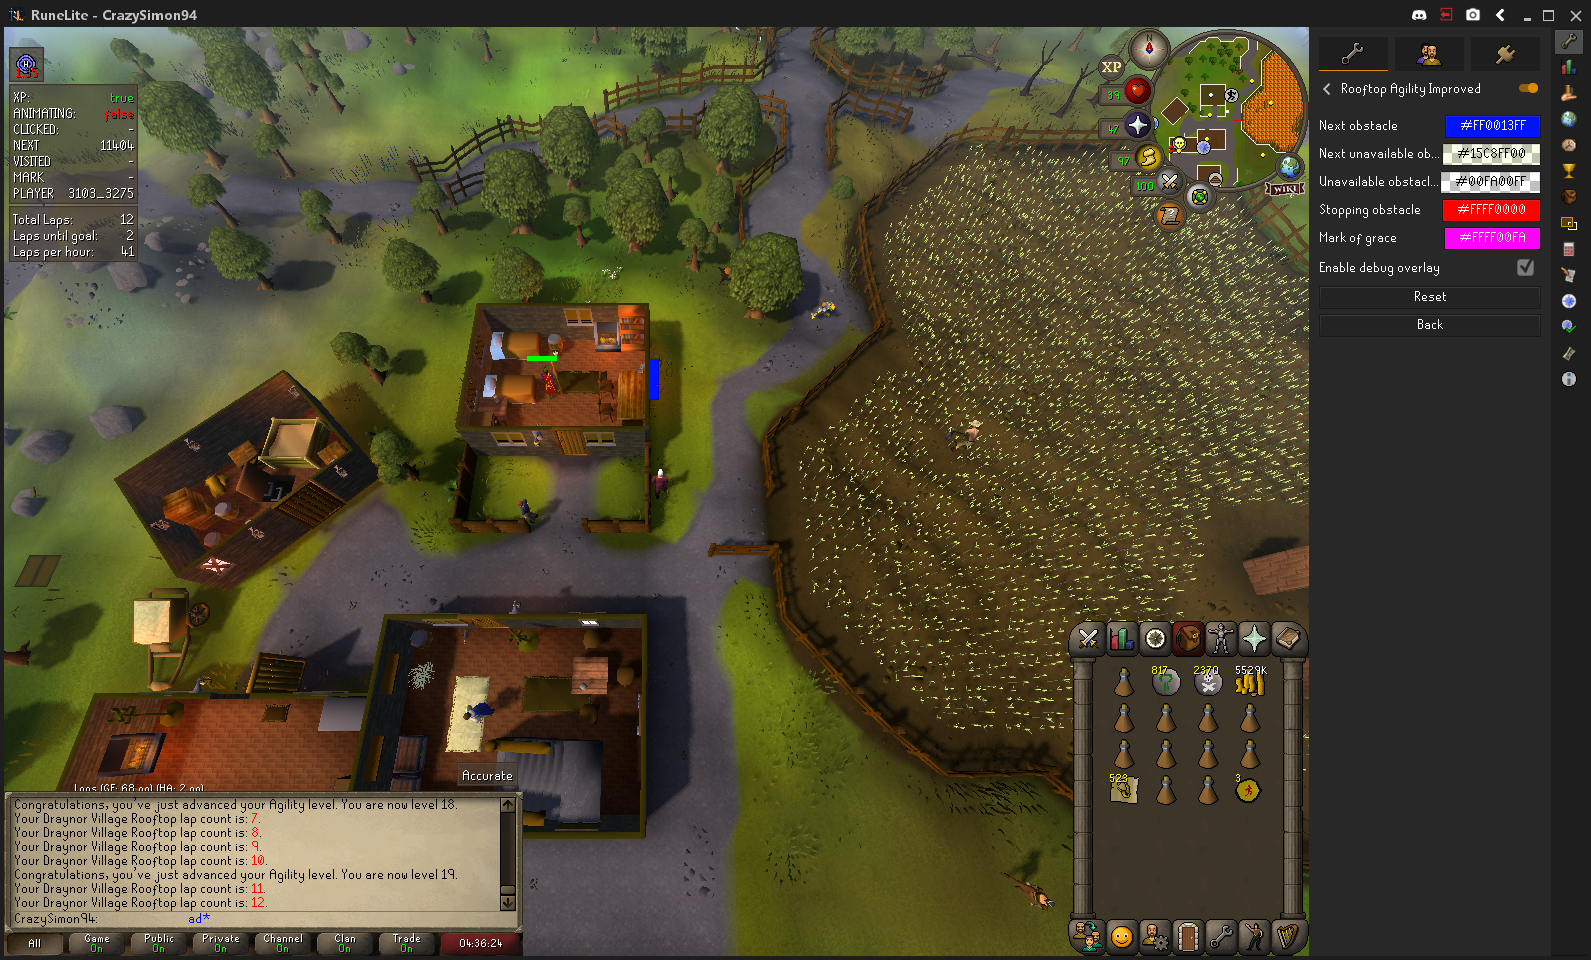 RuneLite - CrazySimon94
XP: true
ANIMATING: false
CLICKED: -
NEXT 11404
VISITED -
MARK -
PLAYER 3103_3275
Total Laps: 12
Laps until goal: 2
Laps per hour: 41
N
XP
39
47
97
100
WIKI
Rooftop Agility Improved
Next obstacle #FF0013FF
Next unavailable ob... #15C8FF00
Unavailable obstacl... #00FA00FF
Stopping obstacle #FFFF0000
Mark of grace #FFFF00FA
Enable debug overlay
Reset
Back
817 2370 5529K
523 3
Accurate
Congratulations, you've just advanced your Agility level. You are now level 18.
Your Draynor Village Rooftop lap count is: 7.
Your Draynor Village Rooftop lap count is: 8.
Your Draynor Village Rooftop lap count is: 9.
Your Draynor Village Rooftop lap count is: 10.
Congratulations, you've just advanced your Agility level. You are now level 19.
Your Draynor Village Rooftop lap count is: 11.
Your Draynor Village Rooftop lap count is: 12.
CrazySimon94: ad*
All
Game On
Public On
Private On
Channel On
Clan On
Trade On
04:36:24